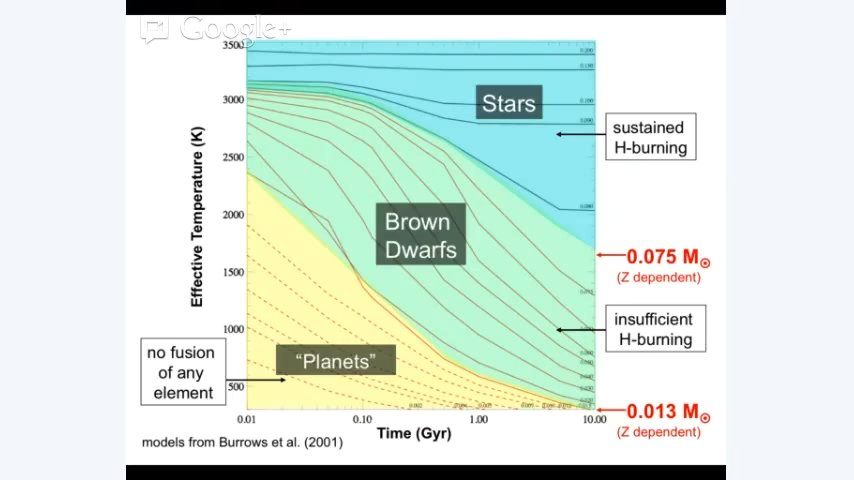 Google+
3500
3000
2500
2000
1500
1000
500
Effective Temperature (K)
Stars
sustained
H-burning
Brown
Dwarfs
0.075 M☉
(Z dependent)
insufficient
H-burning
"Planets"
no fusion
of any
element
0.013 M☉
(Z dependent)
0.01
0.10
1.00
10.00
Time (Gyr)
models from Burrows et al. (2001)